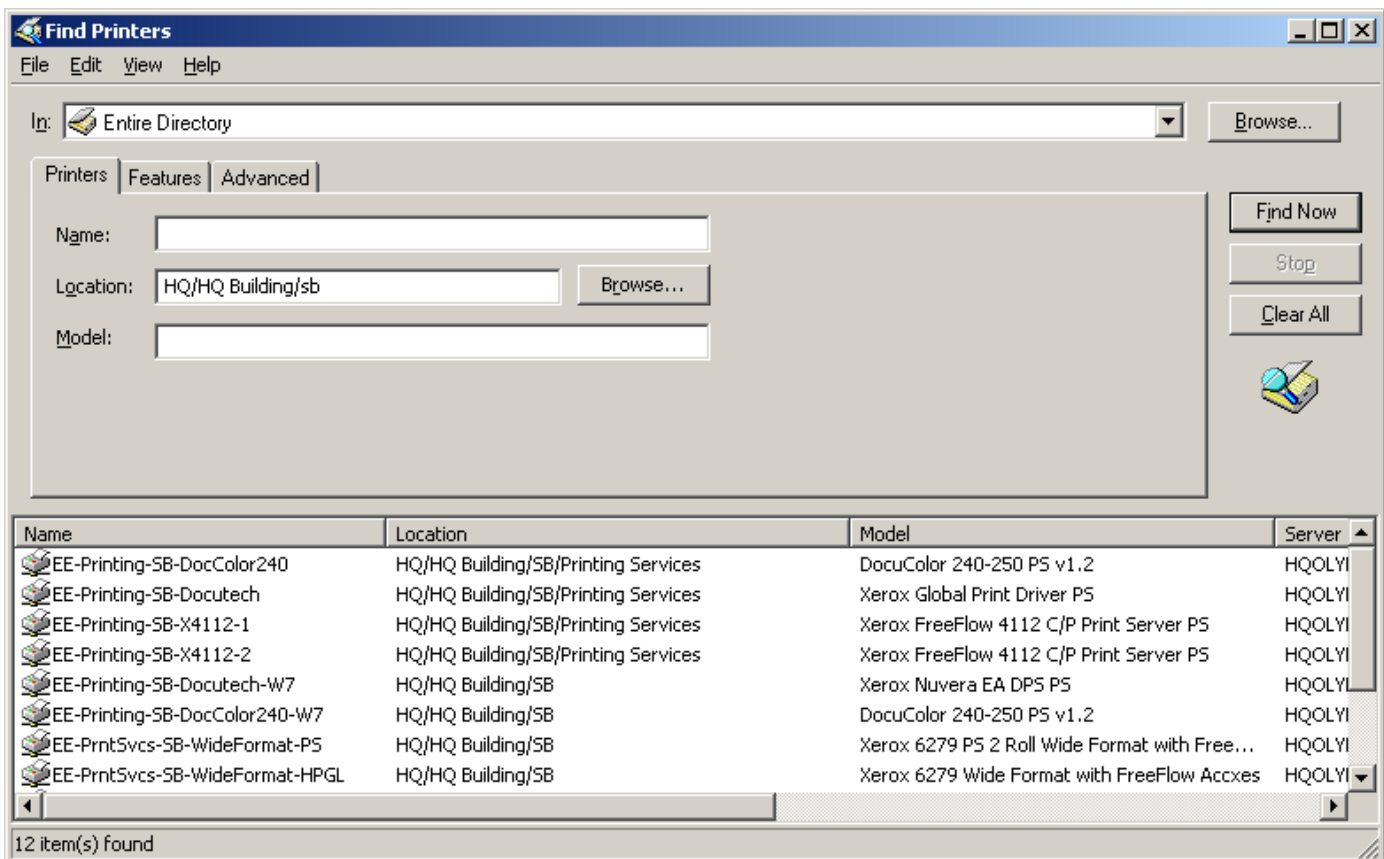 Find Printers
File Edit View Help
In: Entire Directory Browse...
Printers Features Advanced
Find Now
Name:
Stop
Location: HQ/HQ Building/sb Browse...
Clear All
Model:
Name Location Model Server
EE-Printing-SB-DocColor240 HQ/HQ Building/SB/Printing Services DocuColor 240-250 PS v1.2 HQOLY
EE-Printing-SB-Docutech HQ/HQ Building/SB/Printing Services Xerox Global Print Driver PS HQOLY
EE-Printing-SB-X4112-1 HQ/HQ Building/SB/Printing Services Xerox FreeFlow 4112 C/P Print Server PS HQOLY
EE-Printing-SB-X4112-2 HQ/HQ Building/SB/Printing Services Xerox FreeFlow 4112 C/P Print Server PS HQOLY
EE-Printing-SB-Docutech-W7 HQ/HQ Building/SB Xerox Nuvera EA DPS PS HQOLY
EE-Printing-SB-DocColor240-W7 HQ/HQ Building/SB DocuColor 240-250 PS v1.2 HQOLY
EE-PrntSvcs-SB-WideFormat-PS HQ/HQ Building/SB Xerox 6279 PS 2 Roll Wide Format with Free... HQOLY
EE-PrntSvcs-SB-WideFormat-HPGL HQ/HQ Building/SB Xerox 6279 Wide Format with FreeFlow Accxes HQOLY
12 item(s) found